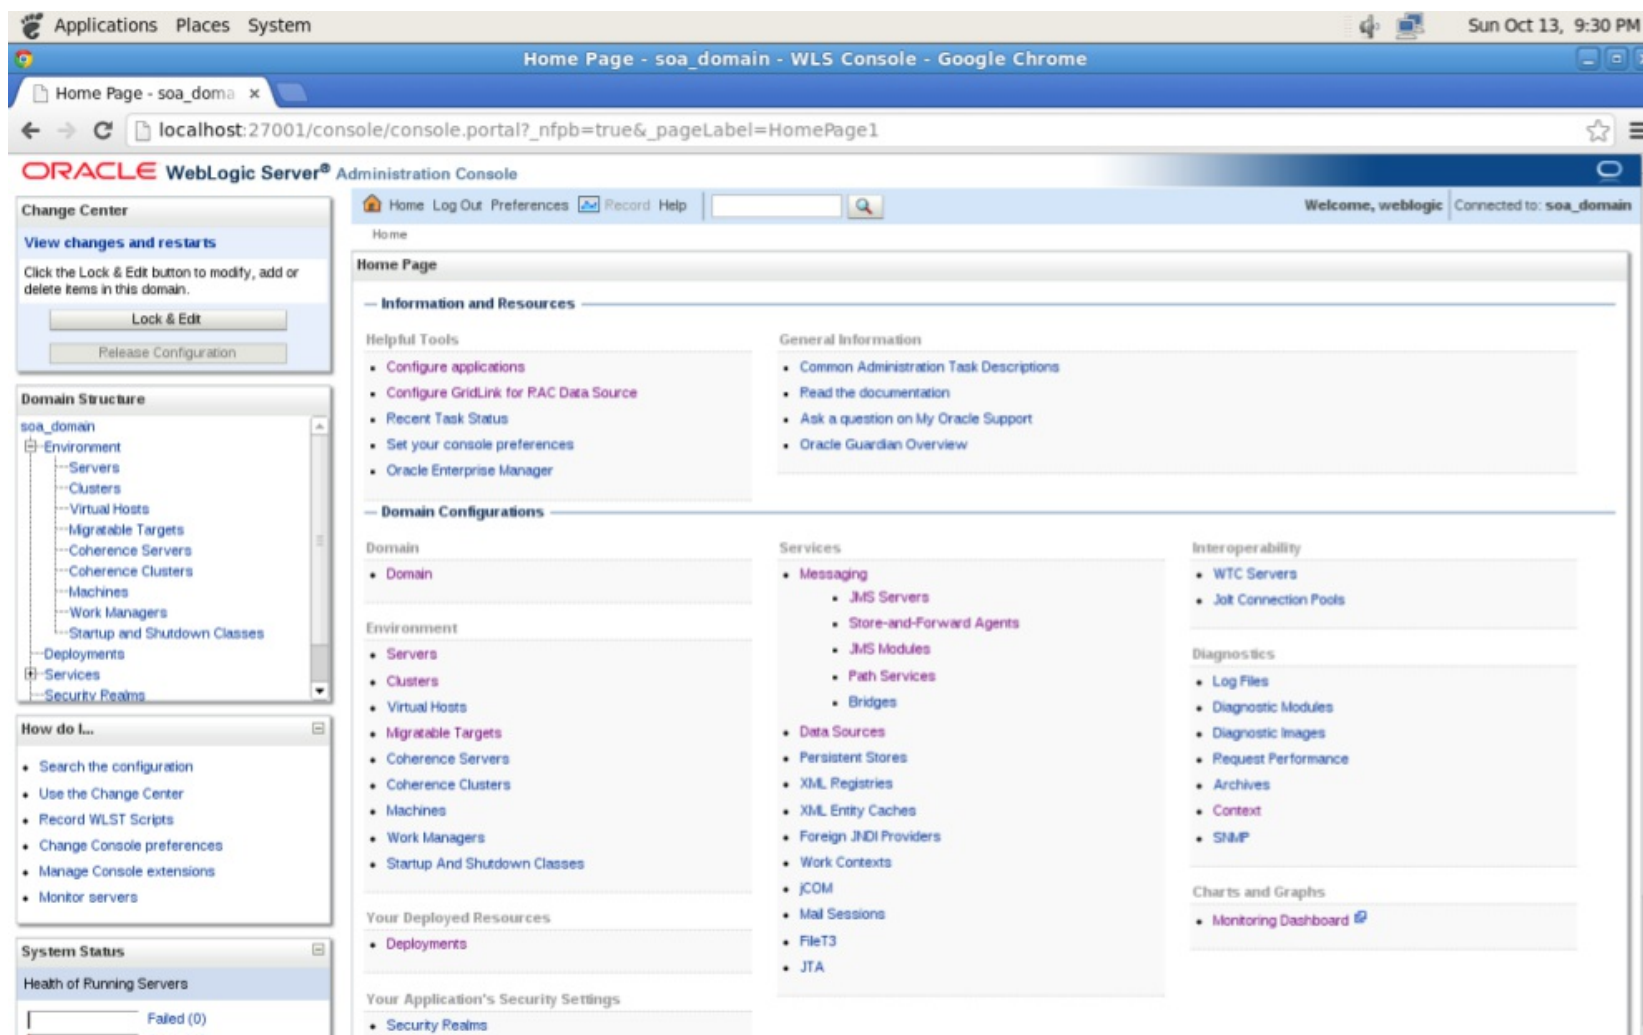 Applications Places System
Sun Oct 13, 9:30 PM
Home Page - soa_domain - WLS Console - Google Chrome
Home Page - soa_doma
localhost:27001/console/console.portal?_nfpb=true&_pageLabel=HomePage1
ORACLE WebLogic Server® Administration Console
Change Center
View changes and restarts
Click the Lock & Edit button to modify, add or
delete items in this domain.
Lock & Edit
Release Configuration
Domain Structure
soa_domain
Environment
Servers
Clusters
Virtual Hosts
Migratable Targets
Coherence Servers
Coherence Clusters
Machines
Work Managers
Startup and Shutdown Classes
Deployments
Services
Security Realms
How do I...
Search the configuration
Use the Change Center
Record WLST Scripts
Change Console preferences
Manage Console extensions
Monitor servers
System Status
Health of Running Servers
Failed (0)
Home Log Out Preferences Record Help
Welcome, weblogic Connected to: soa_domain
Home
Home Page
Information and Resources
Helpful Tools
Configure applications
Configure GridLink for RAC Data Source
Recent Task Status
Set your console preferences
Oracle Enterprise Manager
General Information
Common Administration Task Descriptions
Read the documentation
Ask a question on My Oracle Support
Oracle Guardian Overview
Domain Configurations
Domain
Domain
Environment
Servers
Clusters
Virtual Hosts
Migratable Targets
Coherence Servers
Coherence Clusters
Machines
Work Managers
Startup And Shutdown Classes
Your Deployed Resources
Deployments
Your Application's Security Settings
Security Realms
Services
Messaging
JMS Servers
Store-and-Forward Agents
JMS Modules
Path Services
Bridges
Data Sources
Persistent Stores
XML Registries
XML Entity Caches
Foreign JNDI Providers
Work Contexts
jCOM
Mail Sessions
FileT3
JTA
Interoperability
WTC Servers
Jolt Connection Pools
Diagnostics
Log Files
Diagnostic Modules
Diagnostic Images
Request Performance
Archives
Context
SNMP
Charts and Graphs
Monitoring Dashboard